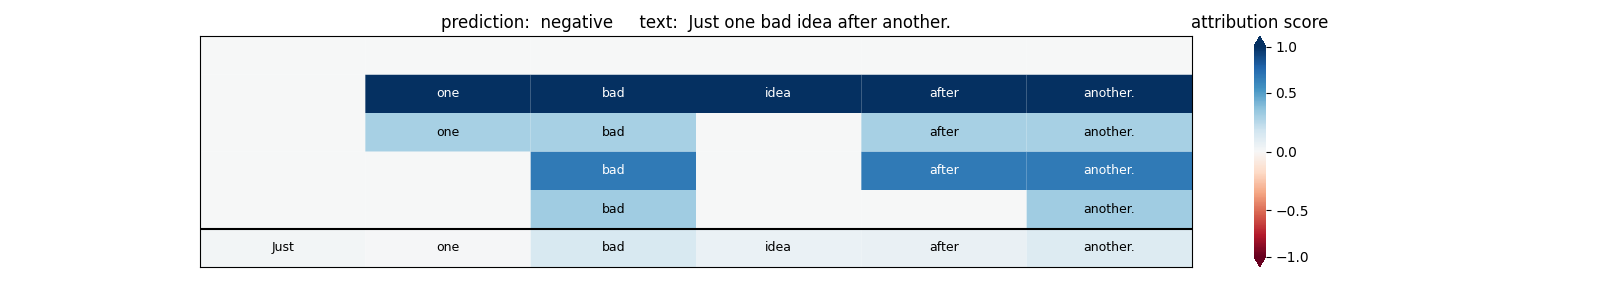 prediction:  negative     text:  Just one bad idea after another.
attribution score
one bad idea after another.
one bad after another.
bad after another.
bad another.
Just one bad idea after another.
1.0
0.5
0.0
−0.5
−1.0